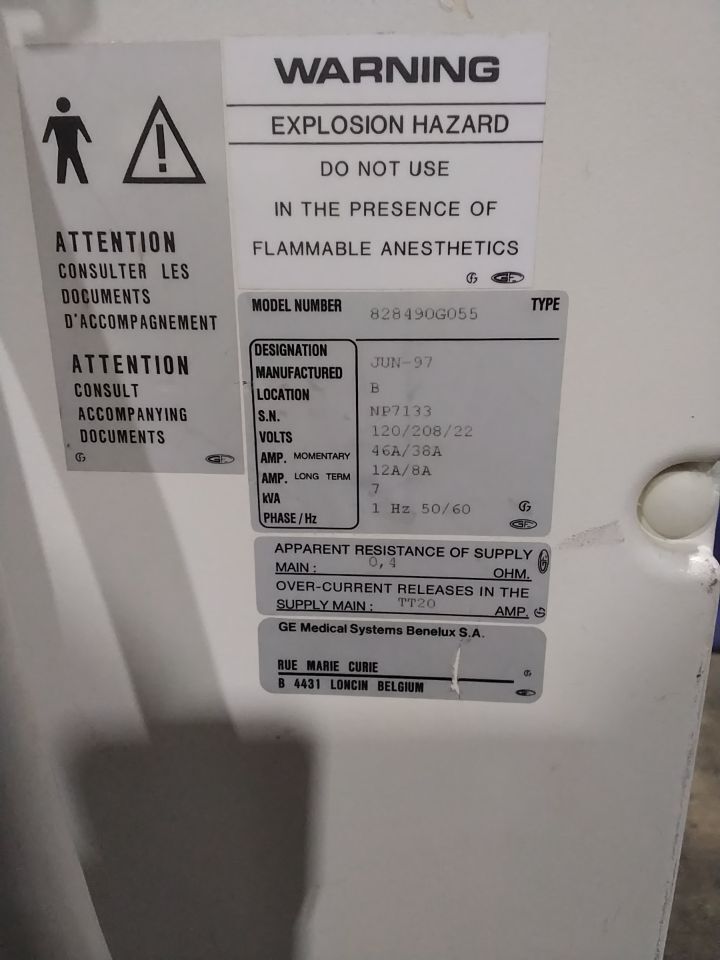 WARNING
EXPLOSION HAZARD
DO NOT USE
IN THE PRESENCE OF
FLAMMABLE ANESTHETICS
GE
ATTENTION
CONSULTER LES
DOCUMENTS
D'ACCOMPAGNEMENT
ATTENTION
CONSULT
ACCOMPANYING
DOCUMENTS
GE
MODEL NUMBER 828490G055 TYPE
DESIGNATION
MANUFACTURED JUN-97
LOCATION B
S.N. NP7133
VOLTS 120/208/22
AMP. MOMENTARY 46A/38A
AMP. LONG TERM 12A/8A
kVA 7
PHASE / Hz 1 Hz 50/60
GE
APPARENT RESISTANCE OF SUPPLY
MAIN : 0,4 OHM.
OVER-CURRENT RELEASES IN THE
SUPPLY MAIN : TT20 AMP.
GE Medical Systems Benelux S.A.
RUE MARIE CURIE
B 4431 LONCIN BELGIUM
GE